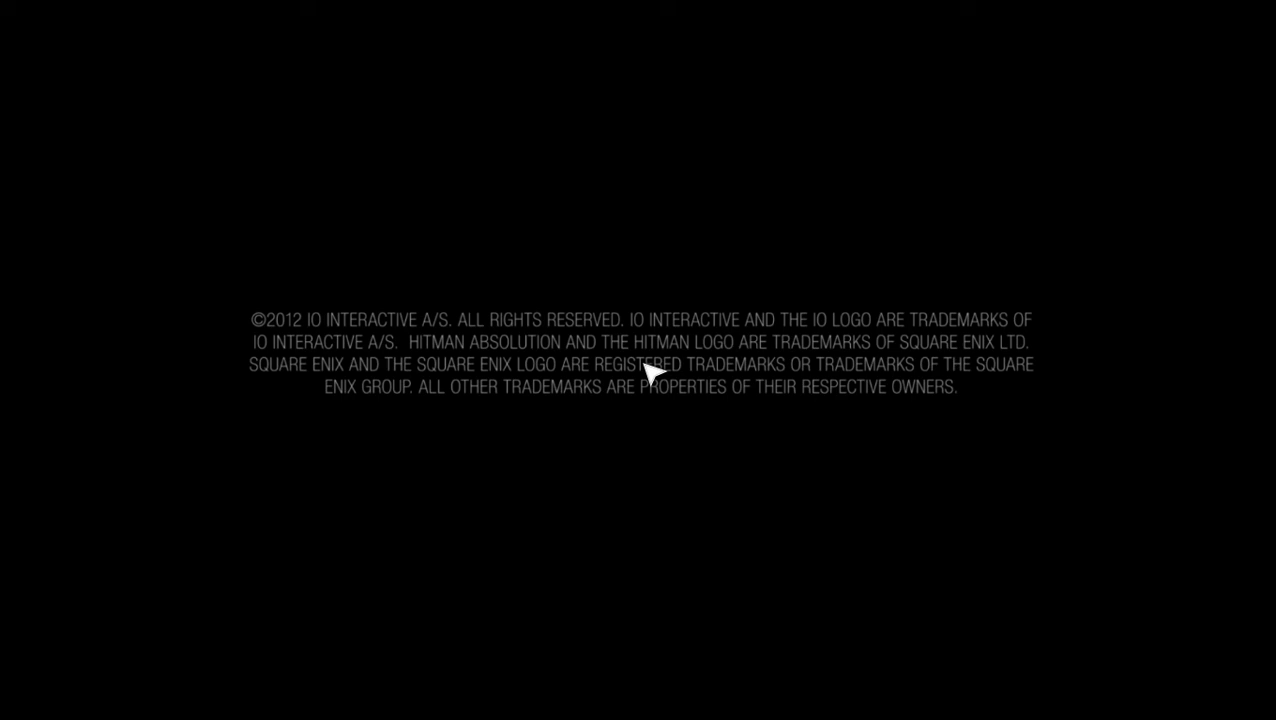 ©2012 IO INTERACTIVE A/S. ALL RIGHTS RESERVED. IO INTERACTIVE AND THE IO LOGO ARE TRADEMARKS OF
IO INTERACTIVE A/S.  HITMAN ABSOLUTION AND THE HITMAN LOGO ARE TRADEMARKS OF SQUARE ENIX LTD.
SQUARE ENIX AND THE SQUARE ENIX LOGO ARE REGISTERED TRADEMARKS OR TRADEMARKS OF THE SQUARE
ENIX GROUP. ALL OTHER TRADEMARKS ARE PROPERTIES OF THEIR RESPECTIVE OWNERS.